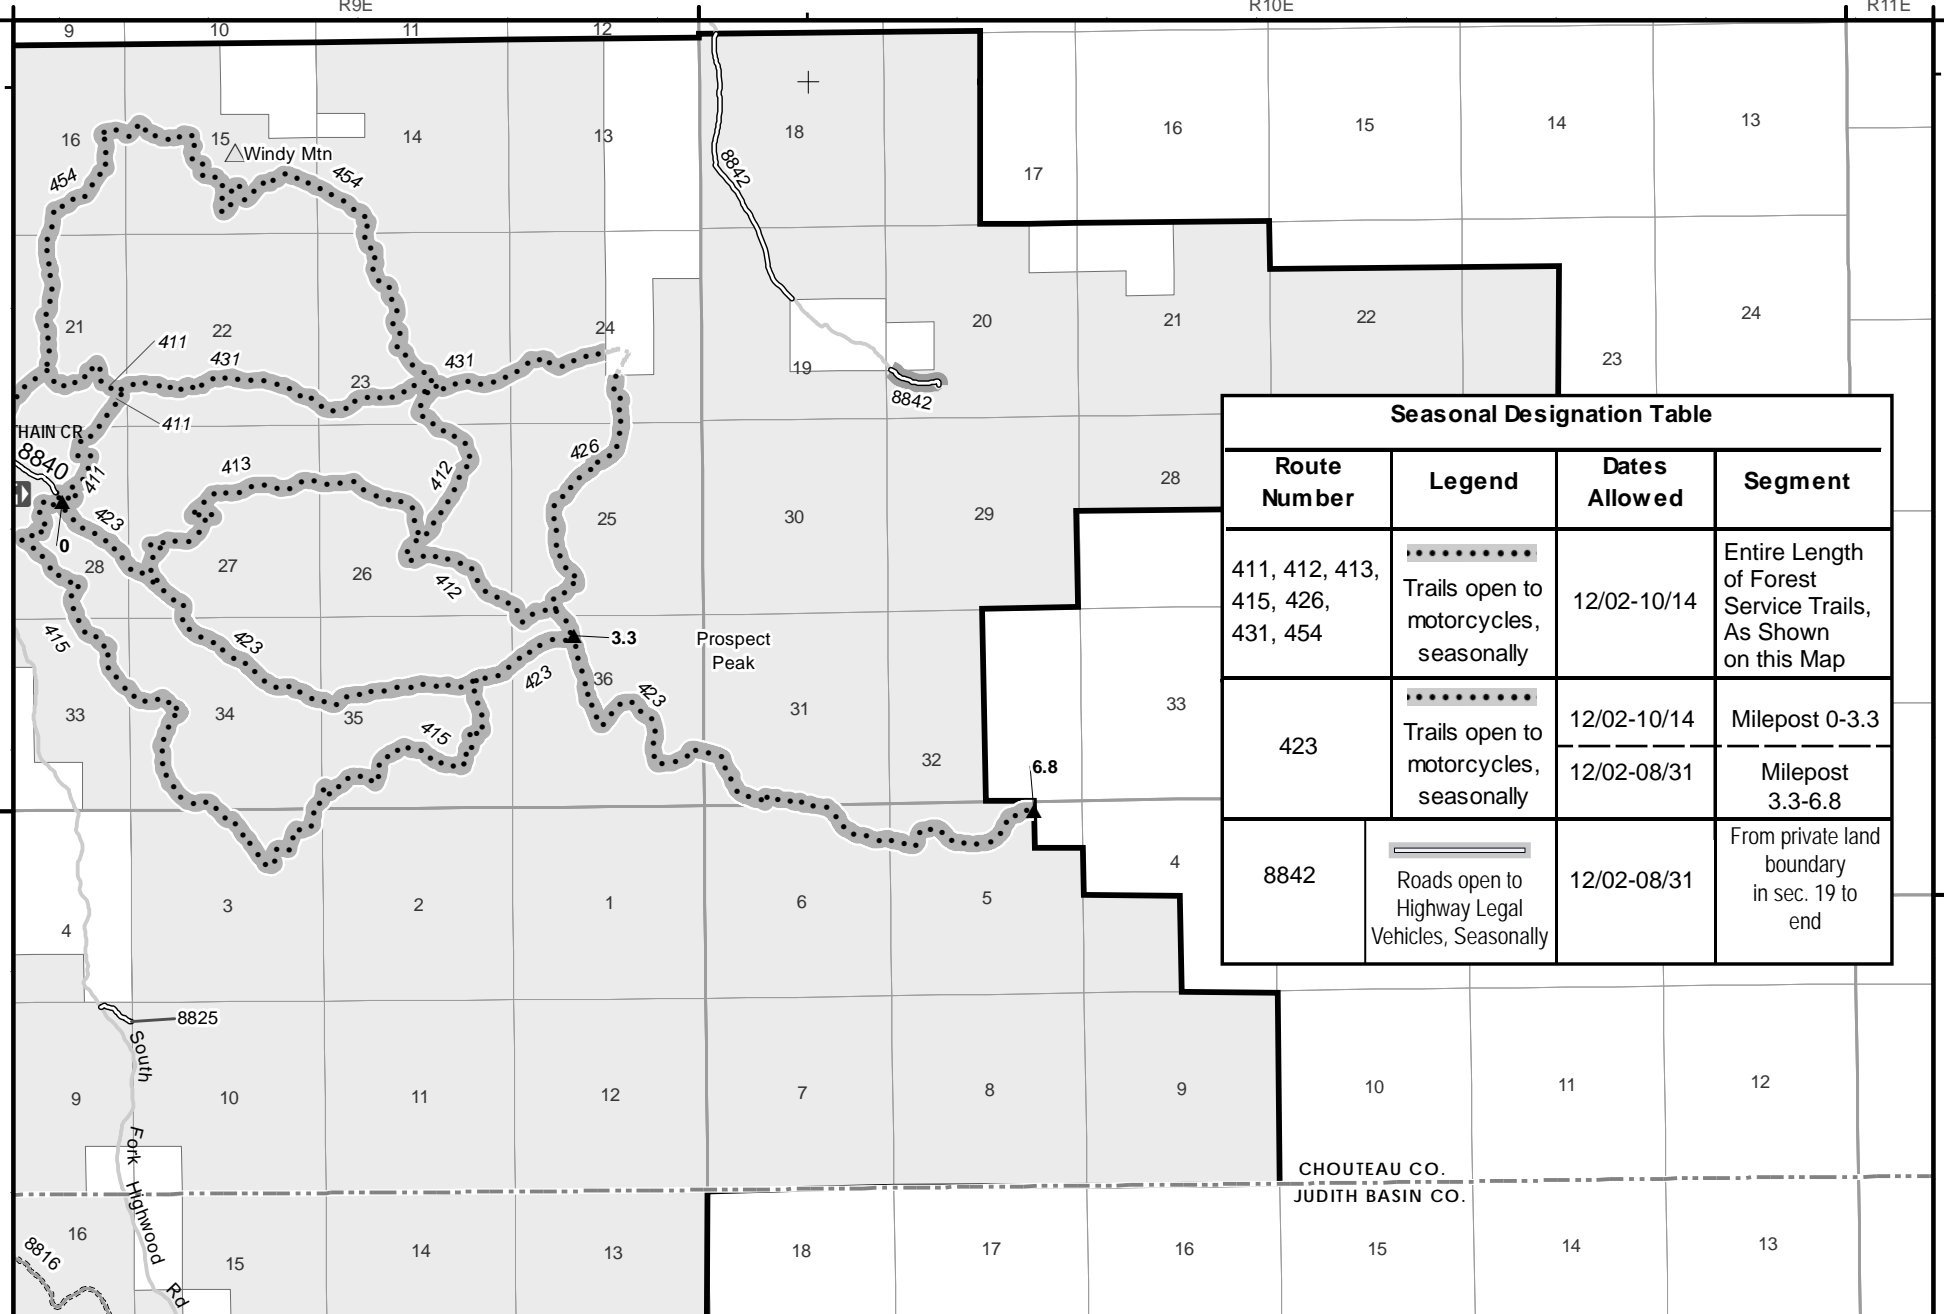 R9E
R10E
R11E
9
10
11
12
16
15
Windy Mtn
14
13
18
16
15
14
13
17
454
454
8842
21
22
24
20
21
22
24
23
411
431
431
23
19
8842
411
THAIN CR
8840
411
413
412
426
28
423
0
25
30
29
28
27
26
412
415
423
3.3
Prospect
Peak
423
36
423
33
34
35
31
33
415
32
6.8
4
3
2
1
6
5
4
8825
South
9
10
11
12
7
8
9
10
11
12
Fork
Highwood
Rd
CHOUTEAU CO.
JUDITH BASIN CO.
16
8816
15
14
13
18
17
16
15
14
13
Seasonal Designation Table
Route
Number
Legend
Dates
Allowed
Segment
411, 412, 413,
415, 426,
431, 454
Trails open to
motorcycles,
seasonally
12/02-10/14
Entire Length
of Forest
Service Trails,
As Shown
on this Map
423
Trails open to
motorcycles,
seasonally
12/02-10/14
Milepost 0-3.3
12/02-08/31
Milepost
3.3-6.8
8842
Roads open to
Highway Legal
Vehicles, Seasonally
12/02-08/31
From private land
boundary
in sec. 19 to
end